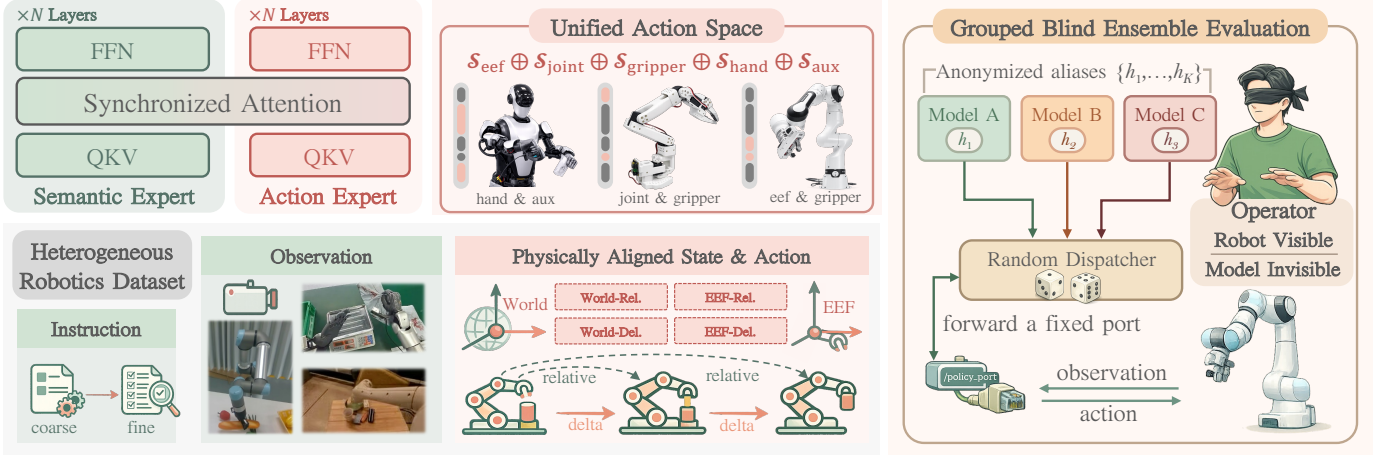 ×N Layers
FFN
×N Layers
FFN
Synchronized Attention
QKV
QKV
Semantic Expert
Action Expert
Unified Action Space
𝒮eef ⊕ 𝒮joint ⊕ 𝒮gripper ⊕ 𝒮hand ⊕ 𝒮aux
hand & aux
joint & gripper
eef & gripper
Heterogeneous
Robotics Dataset
Instruction
coarse
fine
Observation
Physically Aligned State & Action
World
World-Rel.
EEF-Rel.
World-Del.
EEF-Del.
EEF
relative
relative
delta
delta
Grouped Blind Ensemble Evaluation
Anonymized aliases {h1,...,hK}
Model A
h1
Model B
h2
Model C
h3
Operator
Robot Visible
Model Invisible
Random Dispatcher
forward a fixed port
/policy_port
observation
action